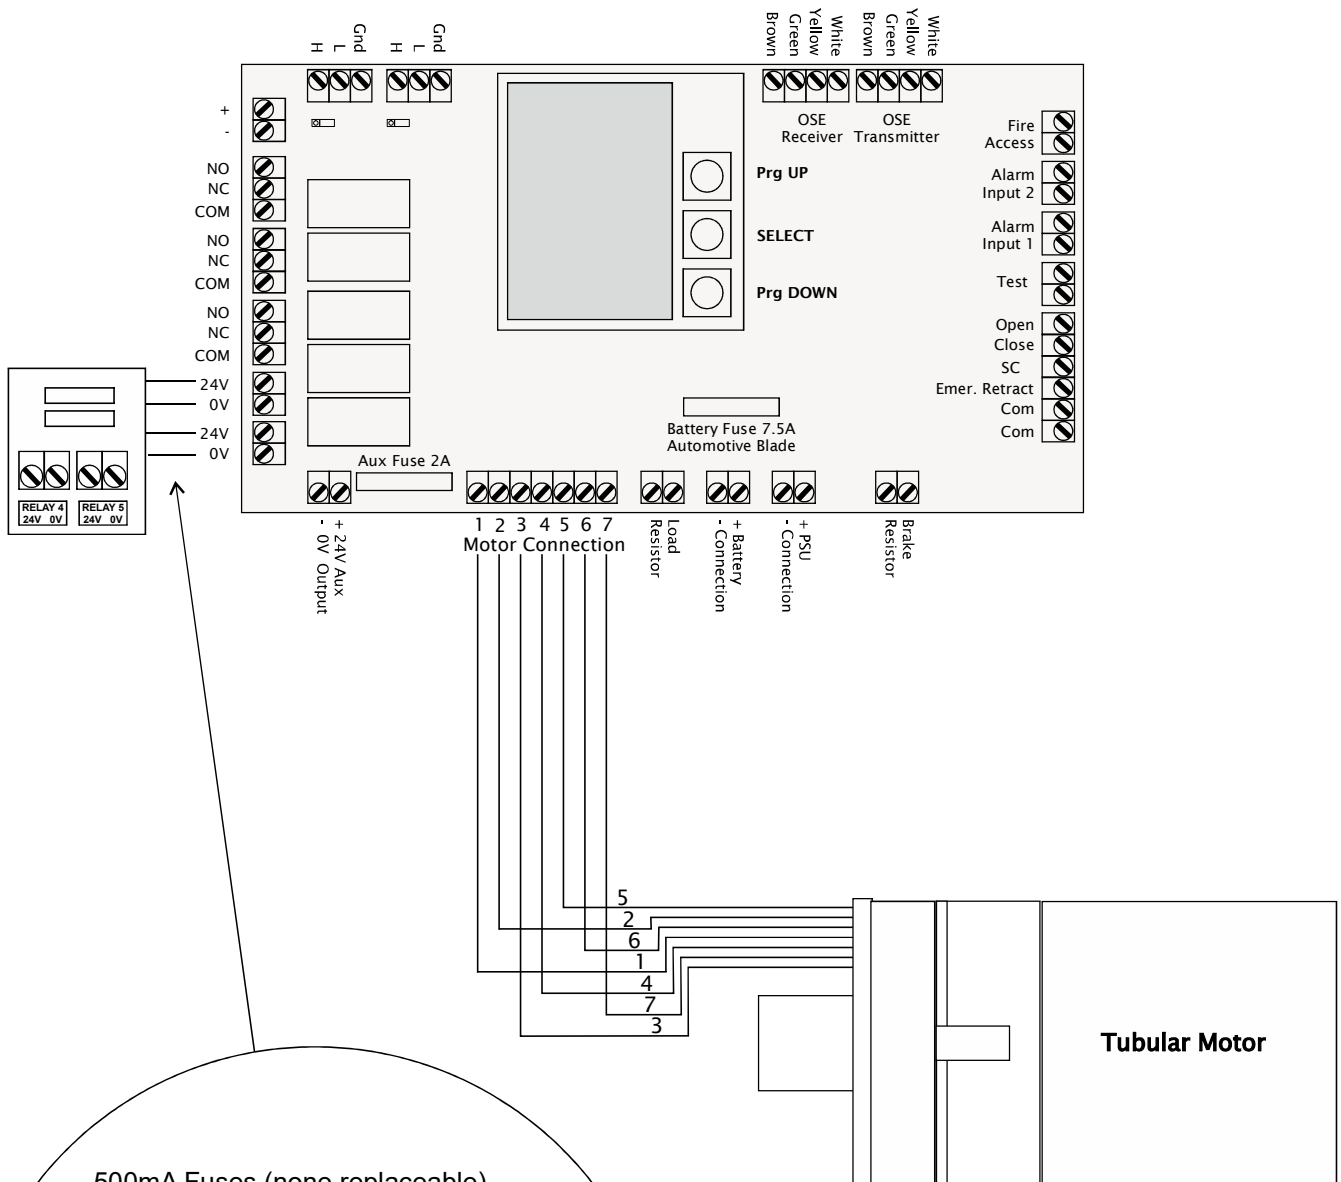 H
L
Gnd
H
L
Gnd
Brown
Green
Yellow
White
Brown
Green
Yellow
White
+
-
NO
NC
COM
NO
NC
COM
NO
NC
COM
24V
0V
24V
0V
OSE
Receiver
OSE
Transmitter
Prg UP
SELECT
Prg DOWN
Fire
Access
Alarm
Input 2
Alarm
Input 1
Test
Open
Close
SC
Emer. Retract
Com
Com
Battery Fuse 7.5A
Automotive Blade
Aux Fuse 2A
RELAY 4
24V 0V
RELAY 5
24V 0V
+ 24V Aux
- 0V Output
1 2 3 4 5 6 7
Motor Connection
Load
Resistor
+ Battery
- Connection
+ PSU
- Connection
Brake
Resistor
5
2
6
1
4
7
3
Tubular Motor
500mA Fuses (none replaceable)